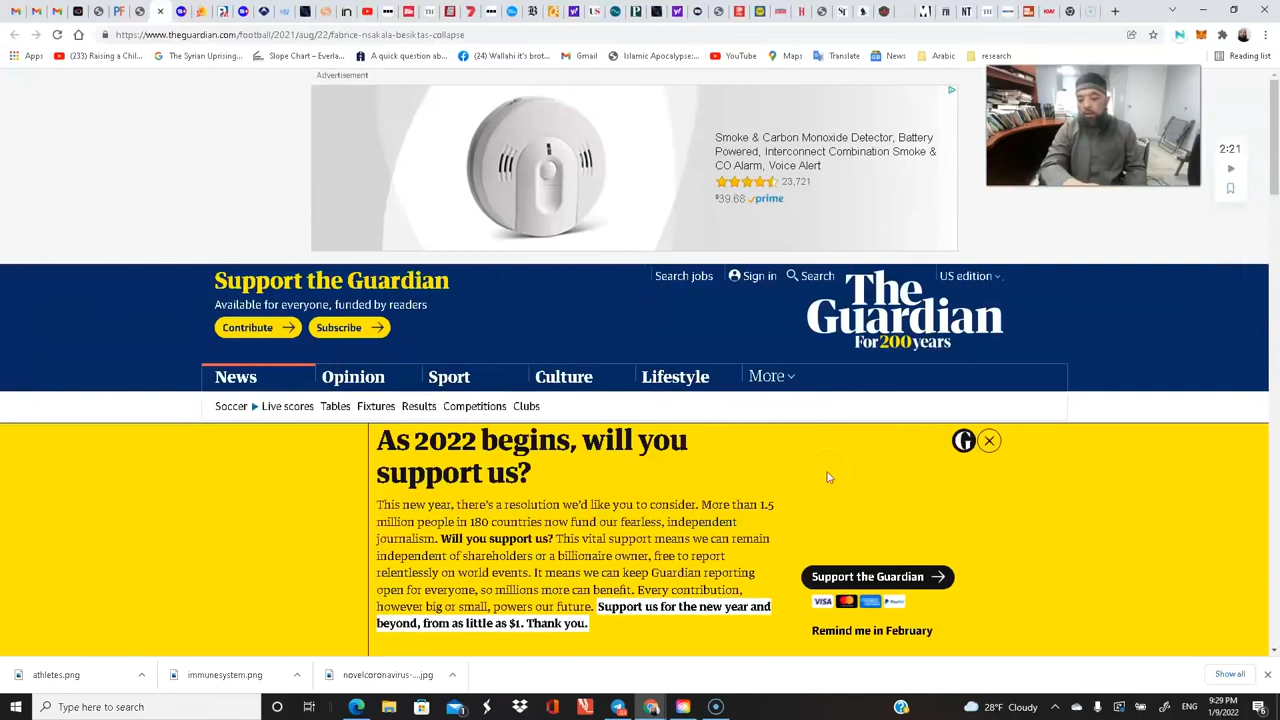 https://www.theguardian.com/football/2021/aug/22/fabrice-nsakala-besiktas-collapse
Apps
(233) Raising a Chil...
The Syrian Uprising...
Slope Chart – Everla...
A quick question ab...
(24) Wallahi it's bro...
Gmail
Islamic Apocalypse:...
YouTube
Maps
Translate
News
Arabic
research
Reading list
Advertisement
Smoke & Carbon Monoxide Detector, Battery
Powered, Interconnect Combination Smoke &
CO Alarm, Voice Alert
23,721
$39.68 prime
2:21
Support the Guardian
Available for everyone, funded by readers
Contribute
Subscribe
Search jobs
Sign in
Search
US edition
The
Guardian
For 200 years
News
Opinion
Sport
Culture
Lifestyle
More
Soccer
Live scores
Tables
Fixtures
Results
Competitions
Clubs
As 2022 begins, will you
support us?
This new year, there's a resolution we'd like you to consider. More than 1.5
million people in 180 countries now fund our fearless, independent
journalism. Will you support us? This vital support means we can remain
independent of shareholders or a billionaire owner, free to report
relentlessly on world events. It means we can keep Guardian reporting
open for everyone, so millions more can benefit. Every contribution,
however big or small, powers our future. Support us for the new year and
beyond, from as little as $1. Thank you.
G
Support the Guardian
VISA
PayPal
Remind me in February
athletes.png
immunesystem.png
novelcoronavirus-....jpg
Show all
Type here to search
28°F Cloudy
ENG
9:29 PM
1/9/2022